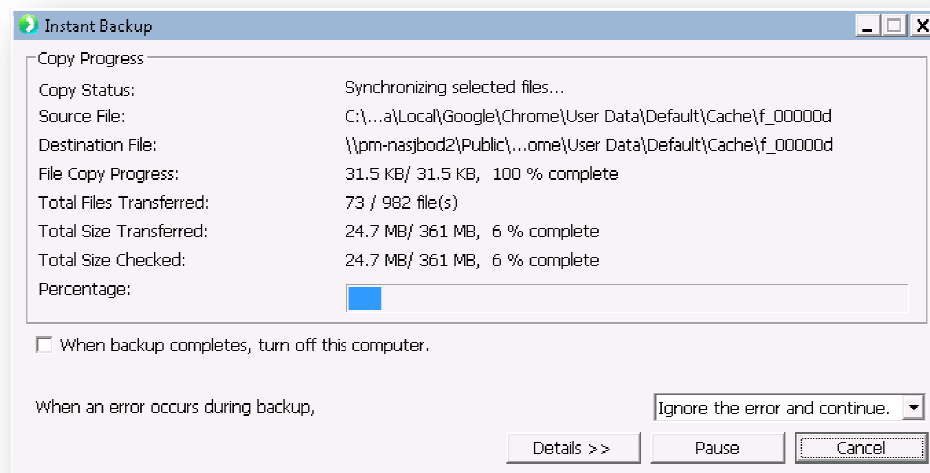 Instant Backup
Copy Progress
Copy Status: Synchronizing selected files...
Source File: C:\...a\Local\Google\Chrome\User Data\Default\Cache\f_00000d
Destination File: \\pm-nasjbod2\Public\...ome\User Data\Default\Cache\f_00000d
File Copy Progress: 31.5 KB/ 31.5 KB, 100 % complete
Total Files Transferred: 73 / 982 file(s)
Total Size Transferred: 24.7 MB/ 361 MB, 6 % complete
Total Size Checked: 24.7 MB/ 361 MB, 6 % complete
Percentage:
When backup completes, turn off this computer.
When an error occurs during backup, Ignore the error and continue.
Details >> Pause Cancel